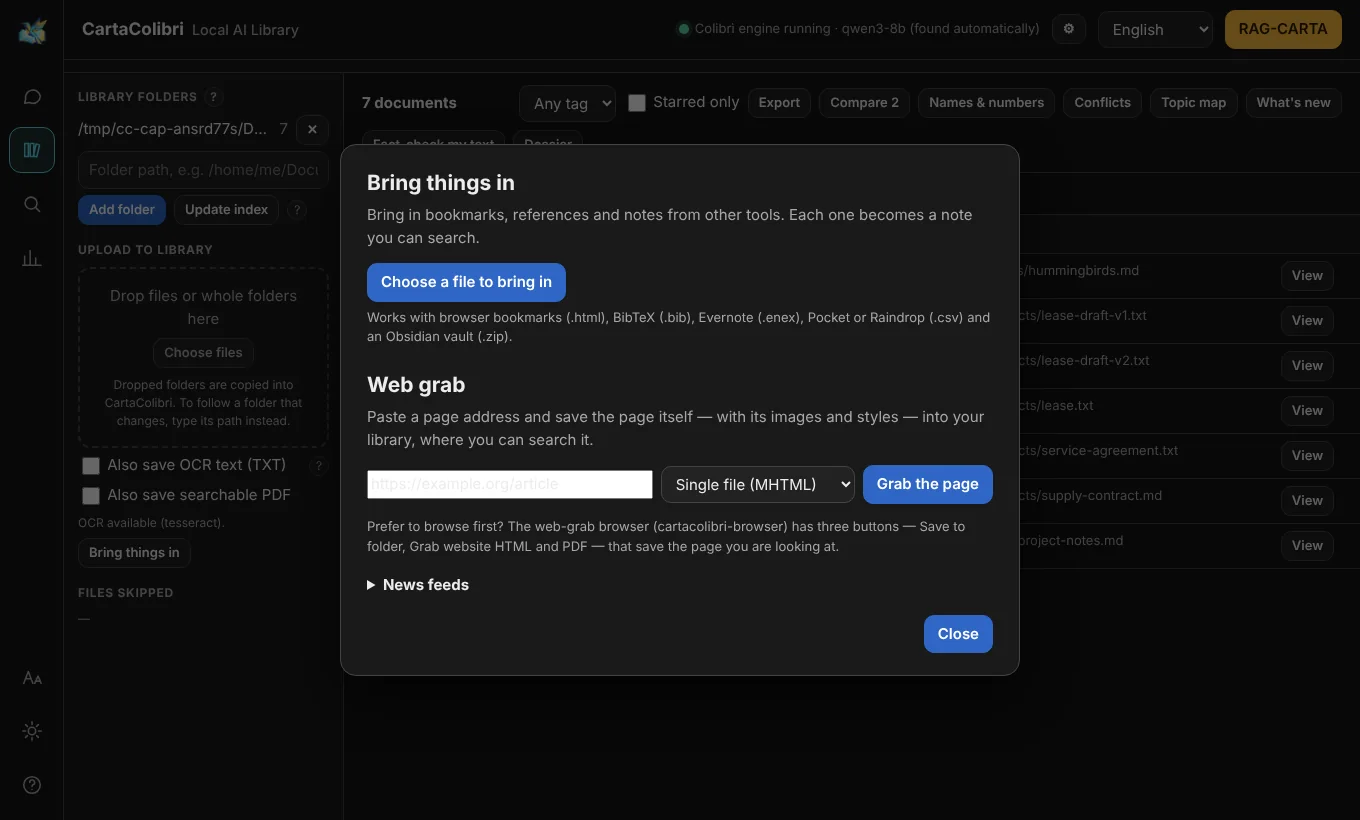 CartaColibri Local AI Library
Colibri engine running · qwen3-8b (found automatically)
English
RAG-CARTA
LIBRARY FOLDERS ?
/tmp/cc-cap-ansrd77s/D... 7 ×
Folder path, e.g. /home/me/Docu
Add folder
Update index
?
UPLOAD TO LIBRARY
Drop files or whole folders
here
Choose files
Dropped folders are copied into
CartaColibri. To follow a folder that
changes, type its path instead.
Also save OCR text (TXT) ?
Also save searchable PDF
OCR available (tesseract).
Bring things in
FILES SKIPPED
—
AA
?
7 documents
Any tag
Starred only
Export
Compare 2
Names & numbers
Conflicts
Topic map
What's new
Fact-check my text
Dossier
Bring things in
Bring in bookmarks, references and notes from other tools. Each one becomes a note
you can search.
Choose a file to bring in
Works with browser bookmarks (.html), BibTeX (.bib), Evernote (.enex), Pocket or Raindrop (.csv) and
an Obsidian vault (.zip).
Web grab
Paste a page address and save the page itself — with its images and styles — into your
library, where you can search it.
https://example.org/article
Single file (MHTML)
Grab the page
Prefer to browse first? The web-grab browser (cartacolibri-browser) has three buttons — Save to
folder, Grab website HTML and PDF — that save the page you are looking at.
News feeds
Close
s/hummingbirds.md View
cts/lease-draft-v1.txt View
cts/lease-draft-v2.txt View
cts/lease.txt View
cts/service-agreement.txt View
cts/supply-contract.md View
project-notes.md View